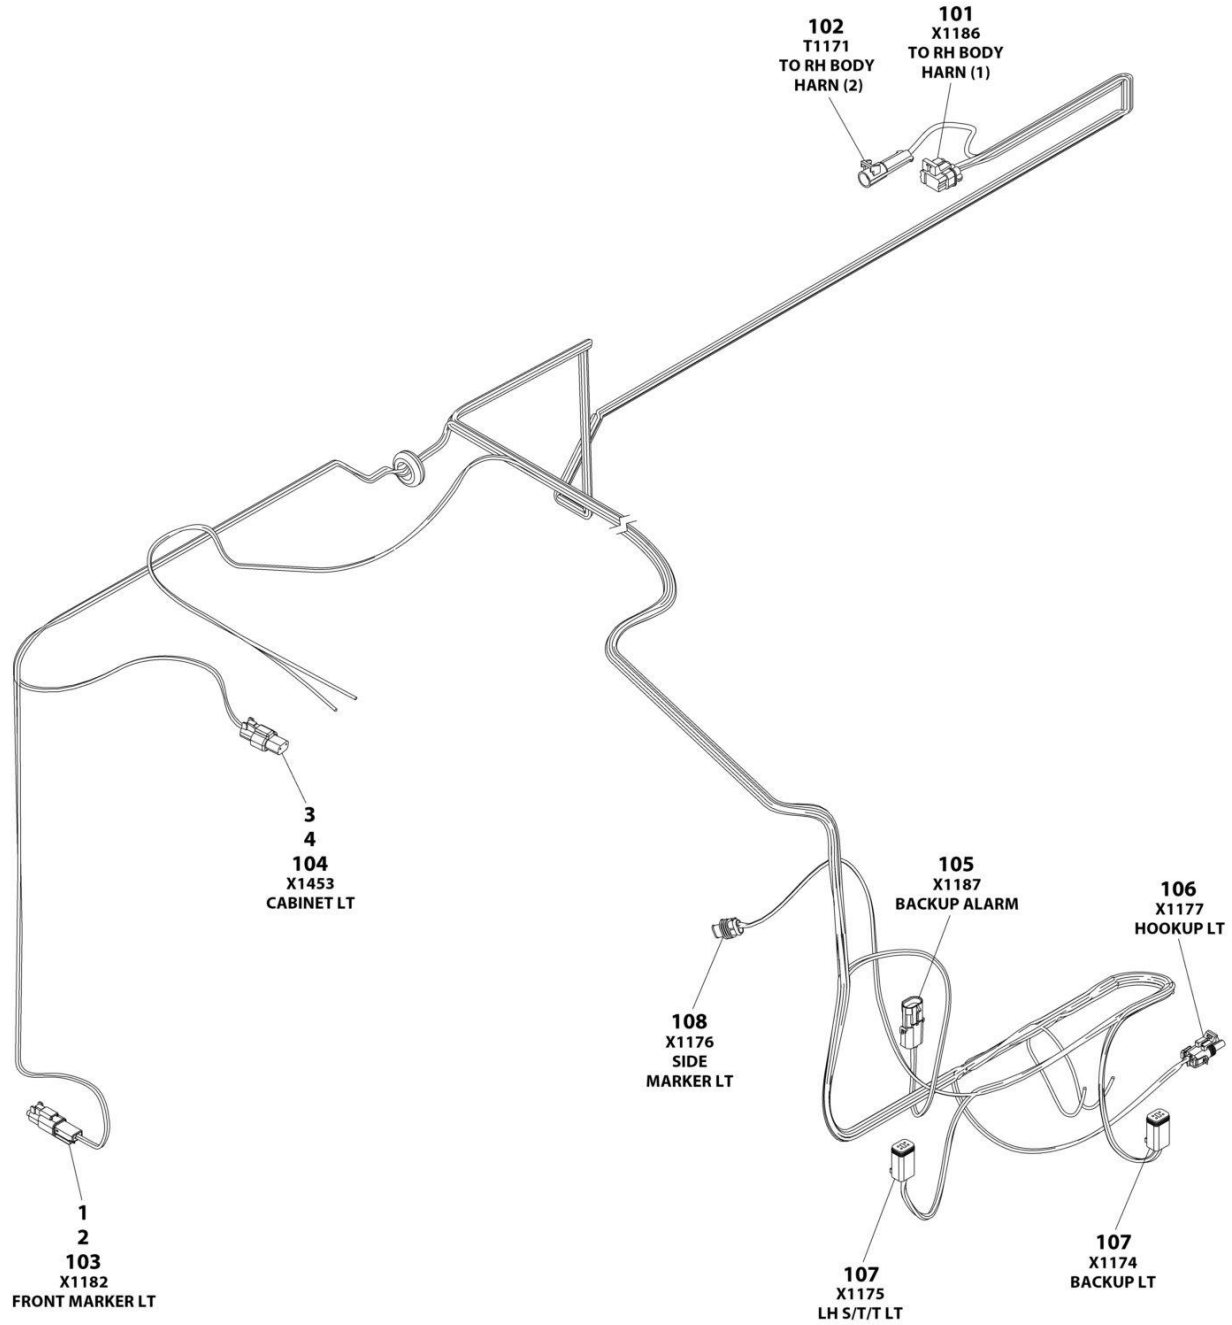 102
T1171
TO RH BODY
HARN (2)
101
X1186
TO RH BODY
HARN (1)
3
4
104
X1453
CABINET LT
105
X1187
BACKUP ALARM
106
X1177
HOOKUP LT
108
X1176
SIDE
MARKER LT
1
2
103
X1182
FRONT MARKER LT
107
X1175
LH S/T/T LT
107
X1174
BACKUP LT